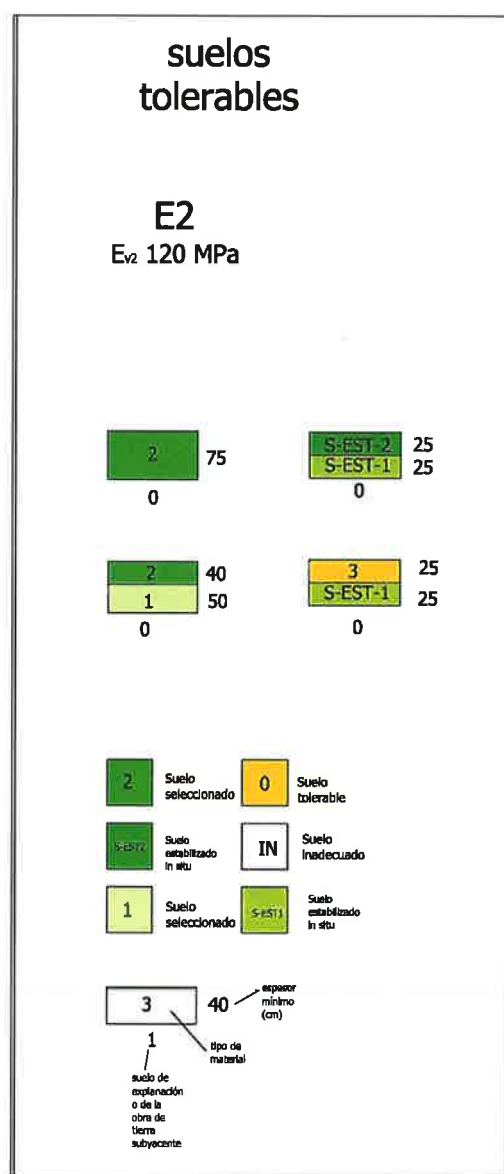 suelos
tolerables
E2
Ev2 120 MPa
2 75
0
S-EST-2 25
S-EST-1 25
0
2 40
1 50
0
3 25
S-EST-1 25
0
2 Suelo
seleccionado
0 Suelo
tolerable
S-EST2 Suelo
estabilizado
in situ
IN Suelo
inadecuado
1 Suelo
seleccionado
S-EST1 Suelo
estabilizado
in situ
3 40
espesor
mínimo
(cm)
1
tipo de
material
suelo de
explanación
o de la
obra de
tierra
subyacente